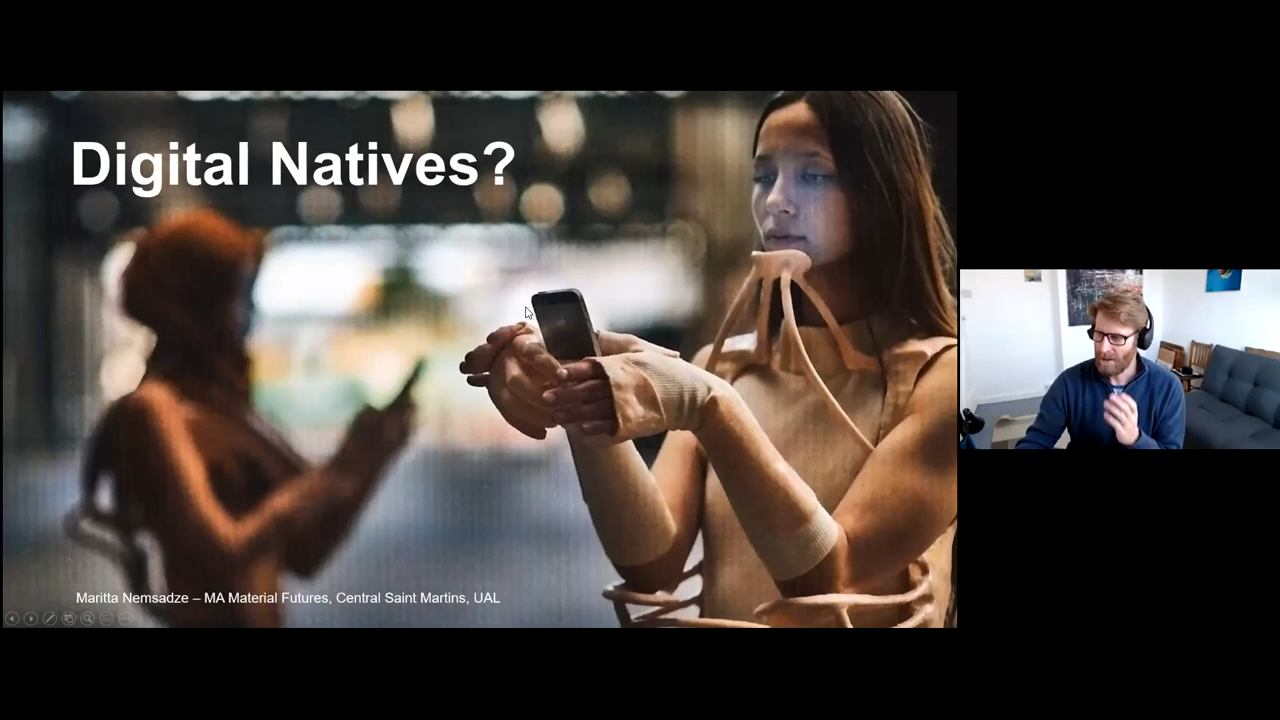 Digital Natives?
Maritta Nemsadze – MA Material Futures, Central Saint Martins, UAL